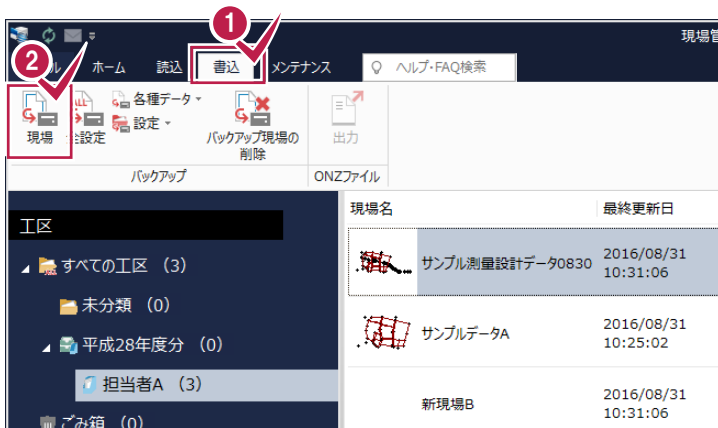 現場管
1
2
ル ホーム 読込 書込 メンテナンス ヘルプ・FAQ検索
現場 全設定 各種データ 設定 バックアップ現場の
削除 出力
バックアップ ONZファイル
工区
すべての工区 (3)
未分類 (0)
平成28年度分 (0)
担当者A (3)
ごみ箱 (0)
現場名 最終更新日
サンプル測量設計データ0830 2016/08/31
10:31:06
サンプルデータA 2016/08/31
10:25:02
新現場B 2016/08/31
10:31:06